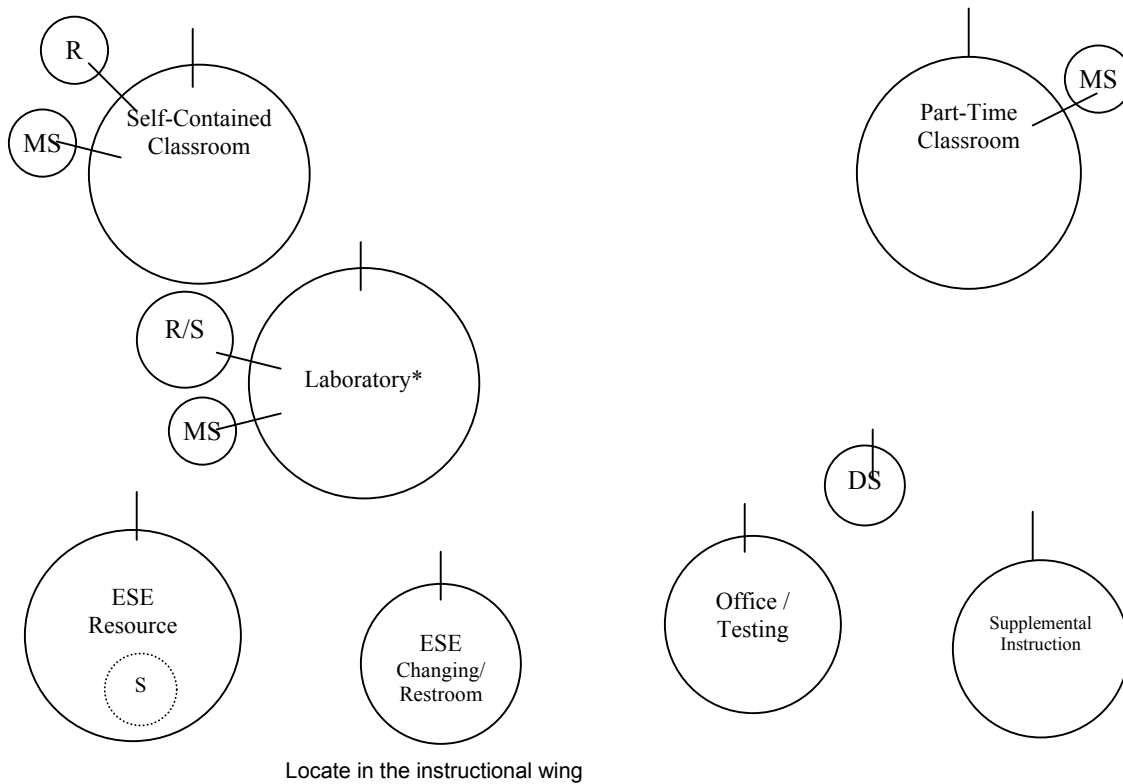 R
MS
Self-Contained
Classroom
Part-Time
Classroom
MS
R/S
MS
Laboratory*
DS
ESE
Resource
S
ESE
Changing/
Restroom
Office /
Testing
Supplemental
Instruction
Locate in the instructional wing